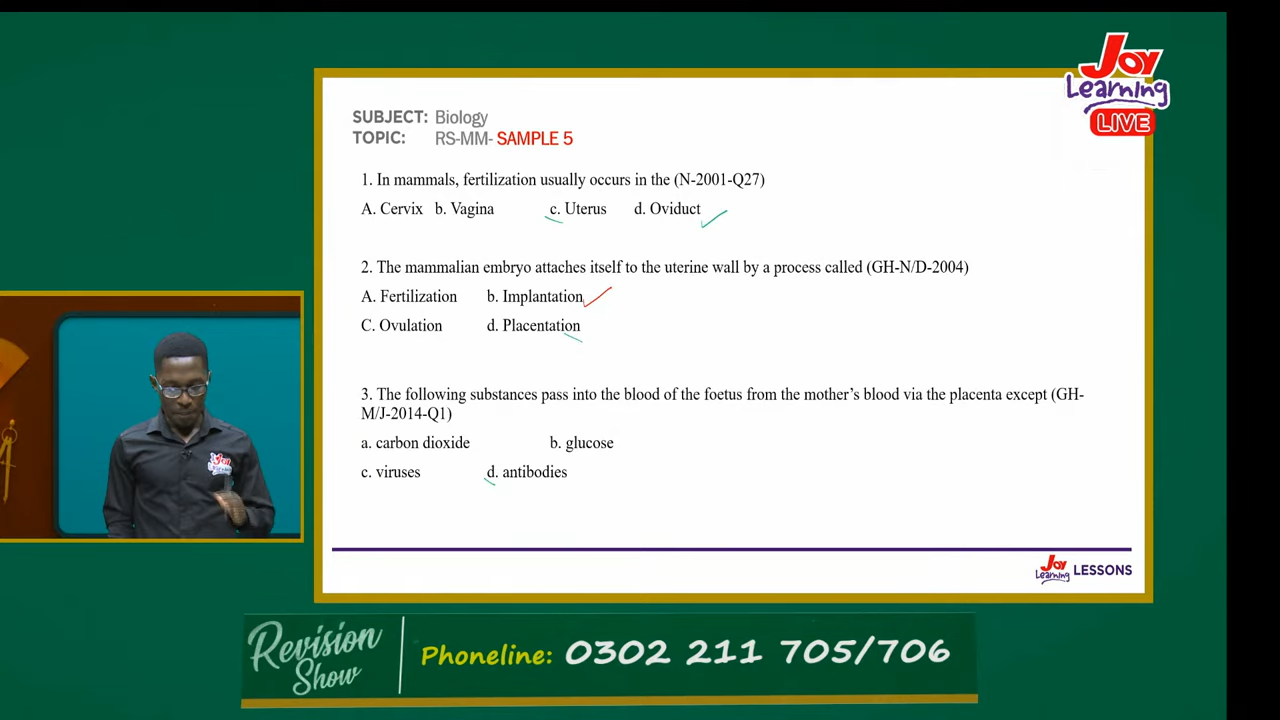 Joy
Learning
LIVE
SUBJECT: Biology
TOPIC: RS-MM- SAMPLE 5
1. In mammals, fertilization usually occurs in the (N-2001-Q27)
A. Cervix b. Vagina c. Uterus d. Oviduct
2. The mammalian embryo attaches itself to the uterine wall by a process called (GH-N/D-2004)
A. Fertilization b. Implantation
C. Ovulation d. Placentation
3. The following substances pass into the blood of the foetus from the mother’s blood via the placenta except (GH-
M/J-2014-Q1)
a. carbon dioxide b. glucose
c. viruses d. antibodies
Joy Learning LESSONS
Revision Show
Phoneline: 0302 211 705/706